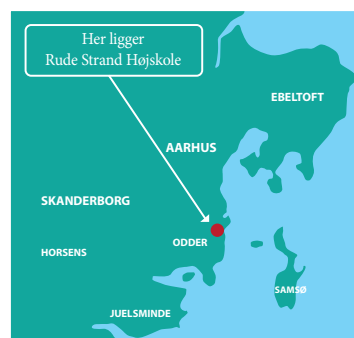 Her ligger
Rude Strand Højskole
EBELTOFT
AARHUS
SKANDERBORG
ODDER
HORSENS
SAMSØ
JUELSMINDE